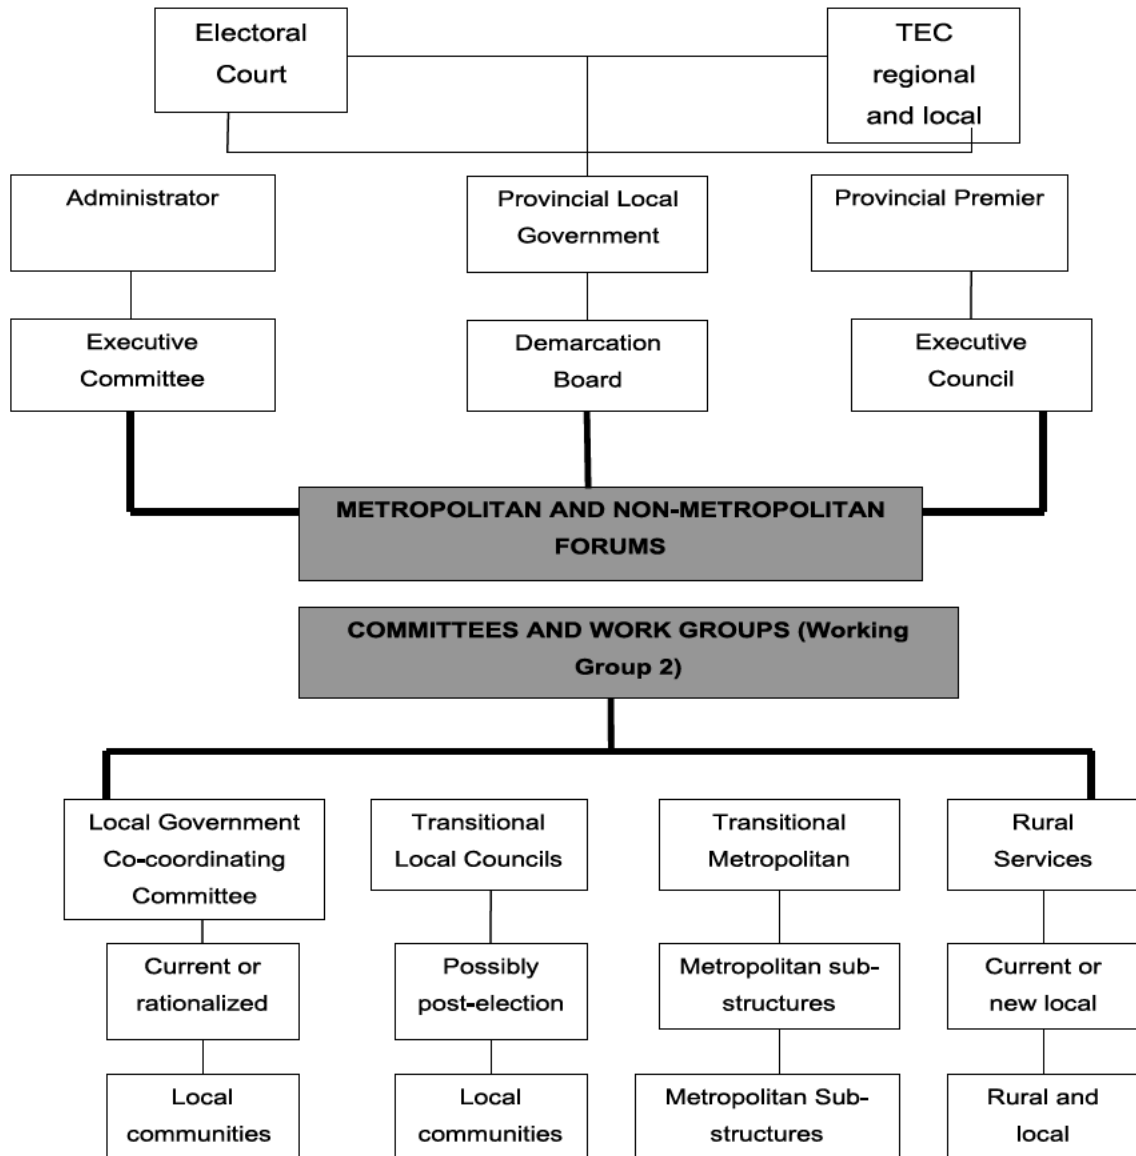 Electoral
Court
TEC
regional
and local
Administrator
Provincial Local
Government
Provincial Premier
Executive
Committee
Demarcation
Board
Executive
Council
METROPOLITAN AND NON-METROPOLITAN
FORUMS
COMMITTEES AND WORK GROUPS (Working
Group 2)
Local Government
Co-coordinating
Committee
Transitional
Local Councils
Transitional
Metropolitan
Rural
Services
Current or
rationalized
Possibly
post-election
Metropolitan sub-
structures
Current or
new local
Local
communities
Local
communities
Metropolitan Sub-
structures
Rural and
local